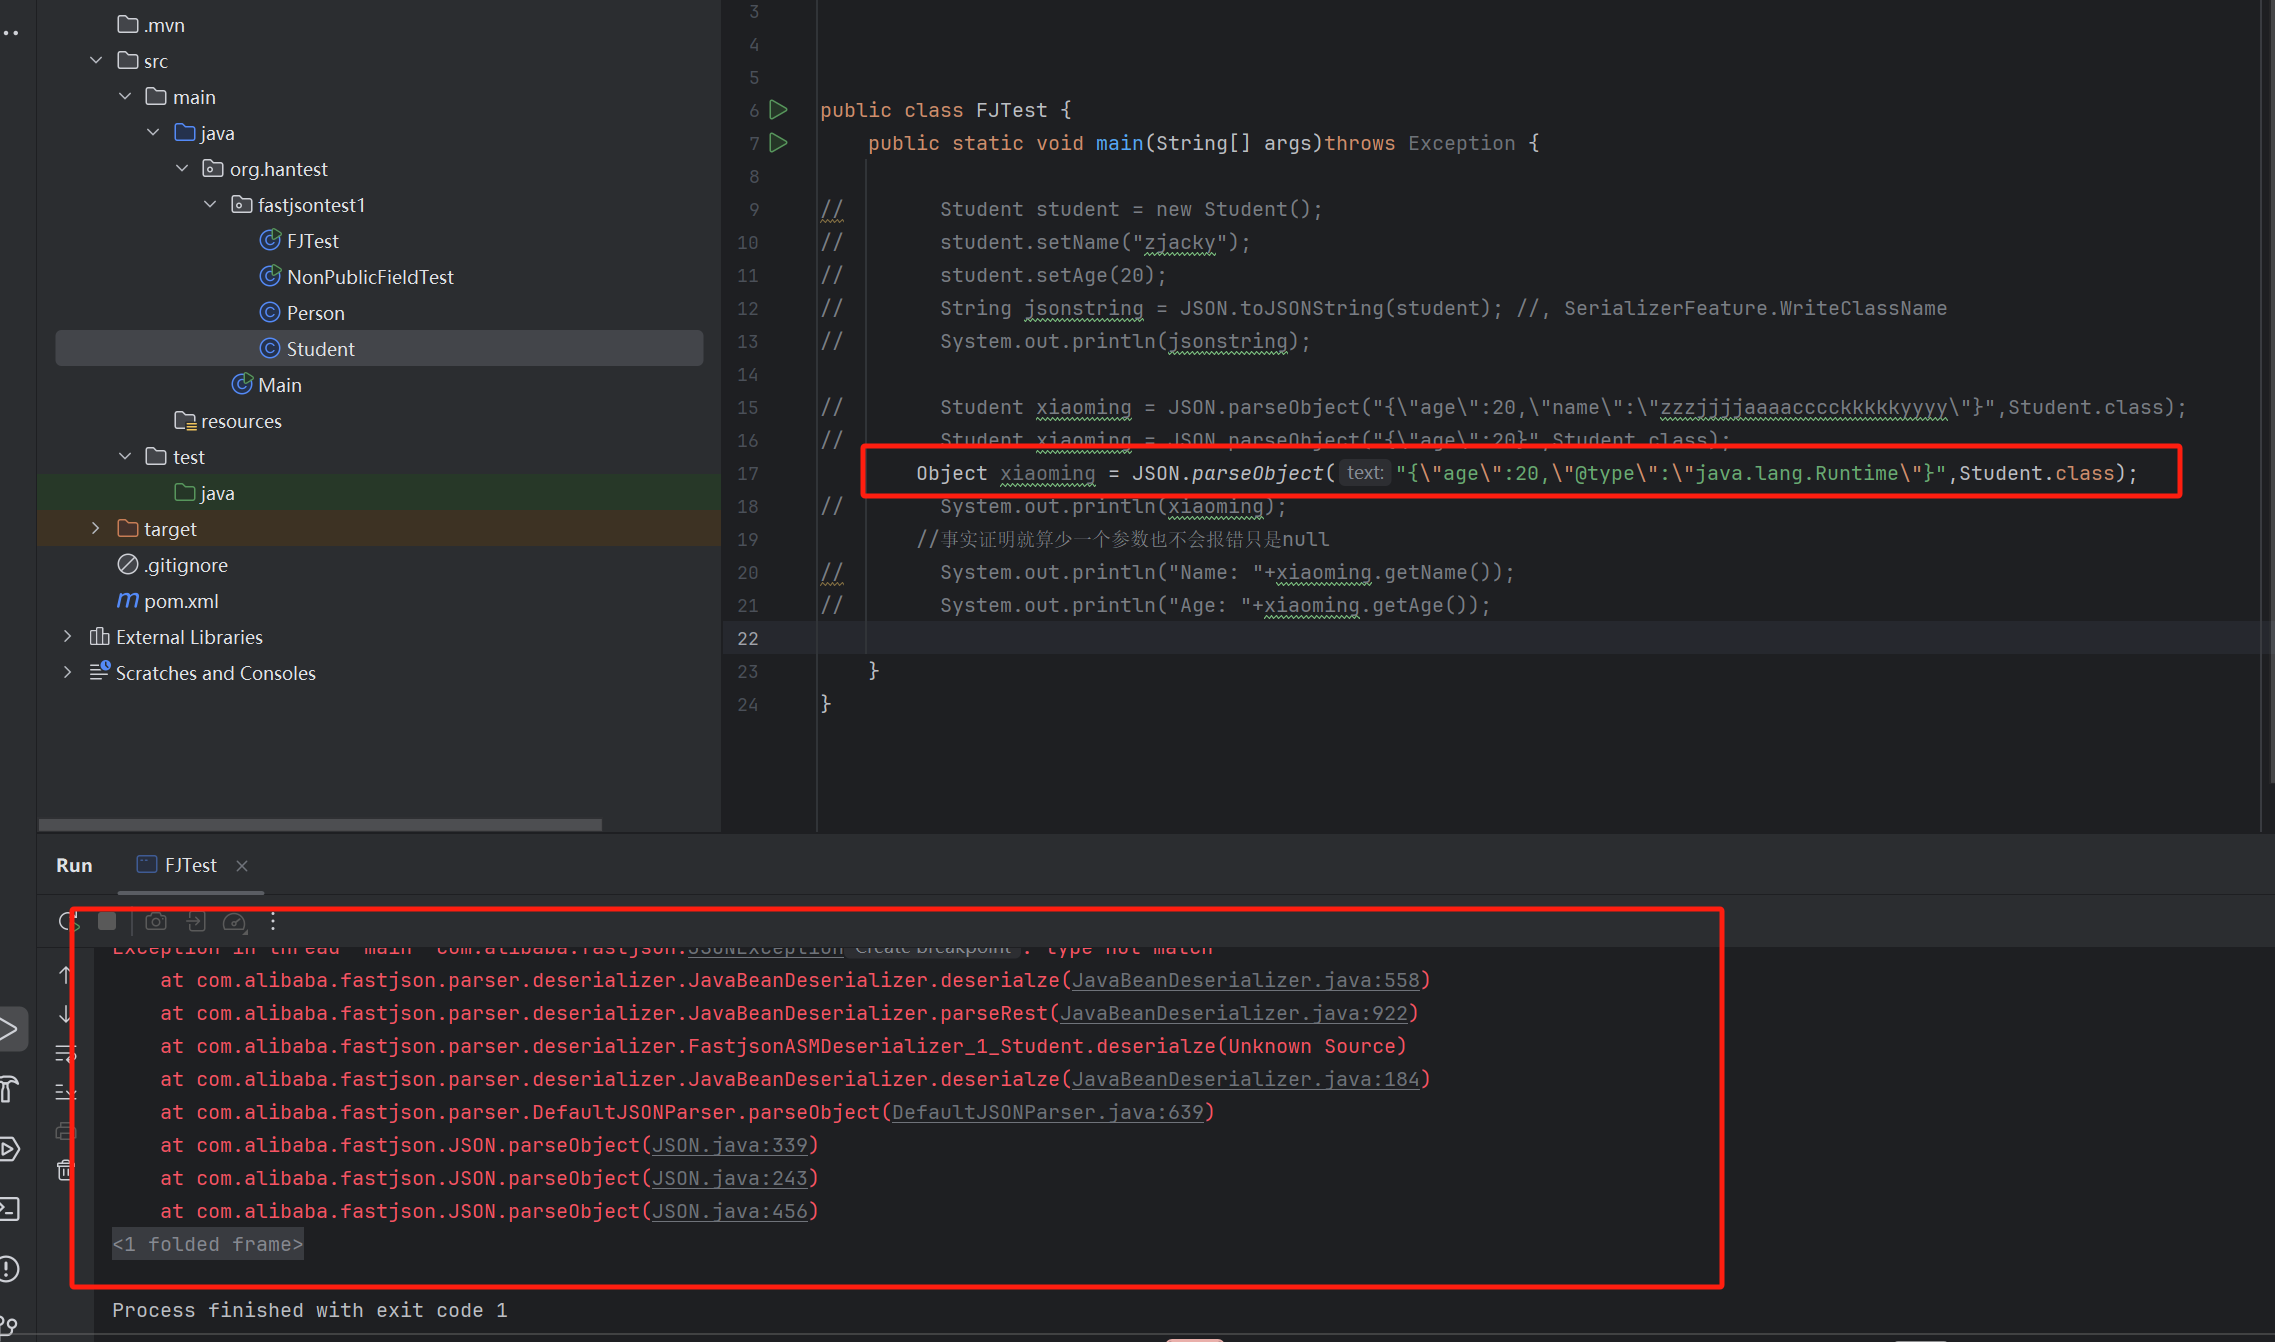 .mvn
src
main
java
org.hantest
fastjsontest1
FJTest
NonPublicFieldTest
Person
Student
Main
resources
test
java
target
.gitignore
pom.xml
External Libraries
Scratches and Consoles
3
4
5
6 public class FJTest {
7 public static void main(String[] args)throws Exception {
8
9 // Student student = new Student();
10 // student.setName("zjacky");
11 // student.setAge(20);
12 // String jsonstring = JSON.toJSONString(student); //, SerializerFeature.WriteClassName
13 // System.out.println(jsonstring);
14
15 // Student xiaoming = JSON.parseObject("{\"age\":20,\"name\":\"zzzjjjjaaaacccckkkkkyyyy\"}",Student.class);
16 // Student xiaoming = JSON.parseObject("{\"age\":20}",Student.class);
17 Object xiaoming = JSON.parseObject( text: "{\"age\":20,\"@type\":\"java.lang.Runtime\"}",Student.class);
18 // System.out.println(xiaoming);
19 //事实证明就算少一个参数也不会报错只是null
20 // System.out.println("Name: "+xiaoming.getName());
21 // System.out.println("Age: "+xiaoming.getAge());
22
23 }
24 }
Run FJTest
Exception in thread "main" com.alibaba.fastjson.JSONException Create breakpoint : type not match
at com.alibaba.fastjson.parser.deserializer.JavaBeanDeserializer.deserialze(JavaBeanDeserializer.java:558)
at com.alibaba.fastjson.parser.deserializer.JavaBeanDeserializer.parseRest(JavaBeanDeserializer.java:922)
at com.alibaba.fastjson.parser.deserializer.FastjsonASMDeserializer_1_Student.deserialze(Unknown Source)
at com.alibaba.fastjson.parser.deserializer.JavaBeanDeserializer.deserialze(JavaBeanDeserializer.java:184)
at com.alibaba.fastjson.parser.DefaultJSONParser.parseObject(DefaultJSONParser.java:639)
at com.alibaba.fastjson.JSON.parseObject(JSON.java:339)
at com.alibaba.fastjson.JSON.parseObject(JSON.java:243)
at com.alibaba.fastjson.JSON.parseObject(JSON.java:456)
<1 folded frame>
Process finished with exit code 1